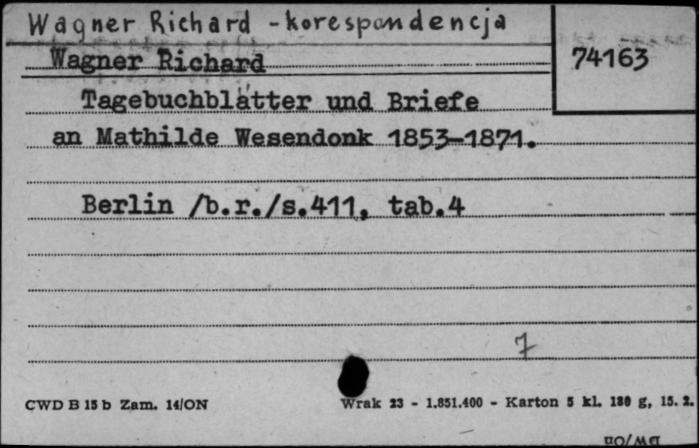 Wagner Richard - korespondencja
74163
Wagner Richard
Tagebuchblätter und Briefe
an Mathilde Wesendonk 1853-1871.
Berlin /b.r./s.411, tab.4
7
CWD B 15 b Zam. 14/ON
Wrak 23 - 1.851.400 - Karton 5 kl. 180 g, 15. 2.